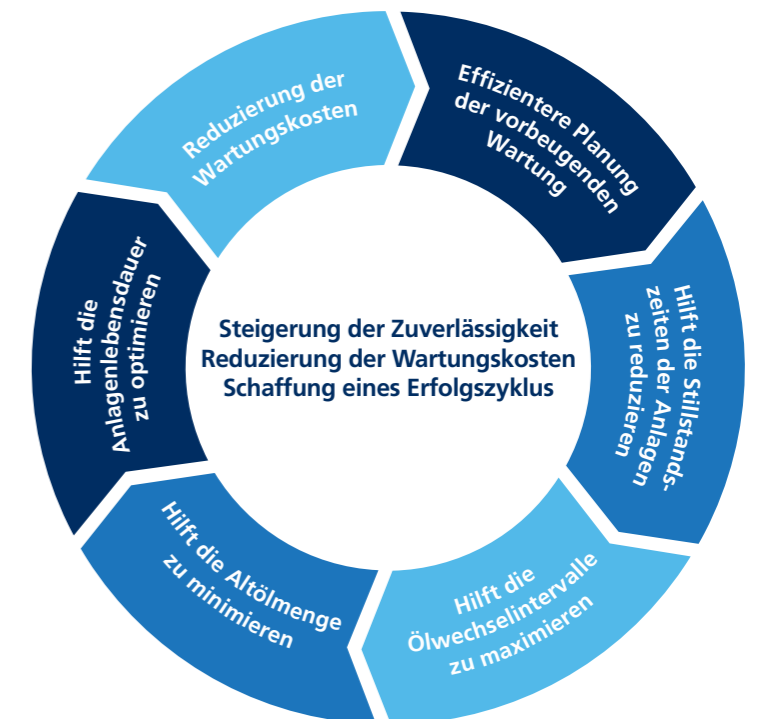 Reduzierung der
Wartungskosten
Effizientere Planung
der vorbeugenden
Wartung
Hilft die Stillstands-
zeiten der Anlagen
zu reduzieren
Hilft die
Ölwechselintervalle
zu maximieren
Hilft die Altölmenge
zu minimieren
Hilft die
Anlagenlebensdauer
zu optimieren
Steigerung der Zuverlässigkeit
Reduzierung der Wartungskosten
Schaffung eines Erfolgszyklus